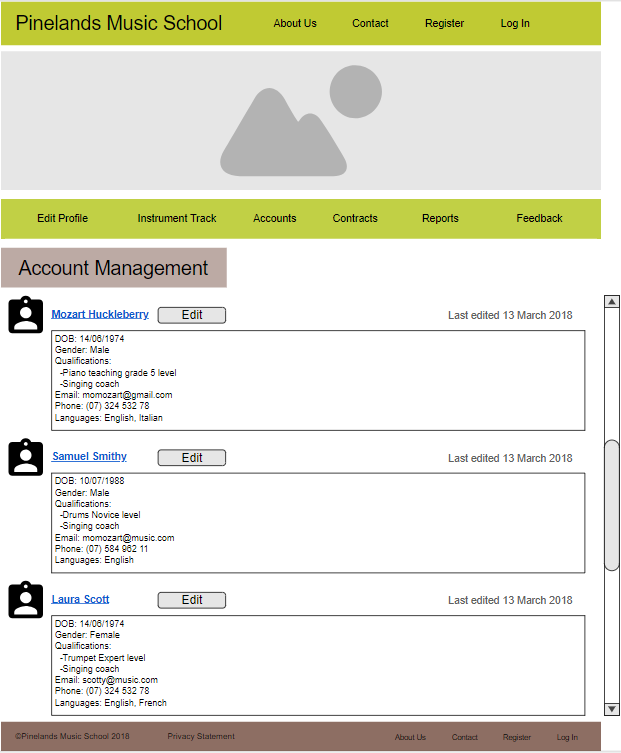 Pinelands Music School About Us Contact Register Log In
Edit Profile Instrument Track Accounts Contracts Reports Feedback
Account Management
Mozart Huckleberry Edit Last edited 13 March 2018
DOB: 14/06/1974
Gender: Male
Qualifications:
-Piano teaching grade 5 level
-Singing coach
Email: momozart@gmail.com
Phone: (07) 324 532 78
Languages: English, Italian
Samuel Smithy Edit Last edited 13 March 2018
DOB: 10/07/1988
Gender: Male
Qualifications:
-Drums Novice level
-Singing coach
Email: momozart@music.com
Phone: (07) 584 962 11
Languages: English
Laura Scott Edit Last edited 13 March 2018
DOB: 14/06/1974
Gender: Female
Qualifications:
-Trumpet Expert level
-Singing coach
Email: scotty@music.com
Phone: (07) 324 532 78
Languages: English, French
©Pinelands Music School 2018 Privacy Statement About Us Contact Register Log In